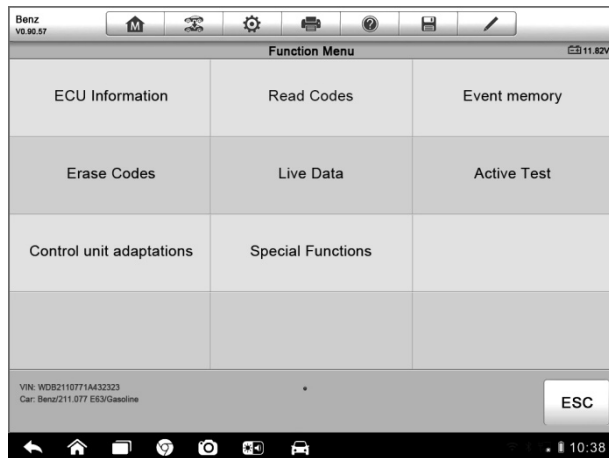 Benz
V0.90.57
M
Function Menu
11.82V
ECU Information
Read Codes
Event memory
Erase Codes
Live Data
Active Test
Control unit adaptations
Special Functions
VIN: WDB2110771A432323
Car: Benz/211.077 E63/Gasoline
ESC
10:38